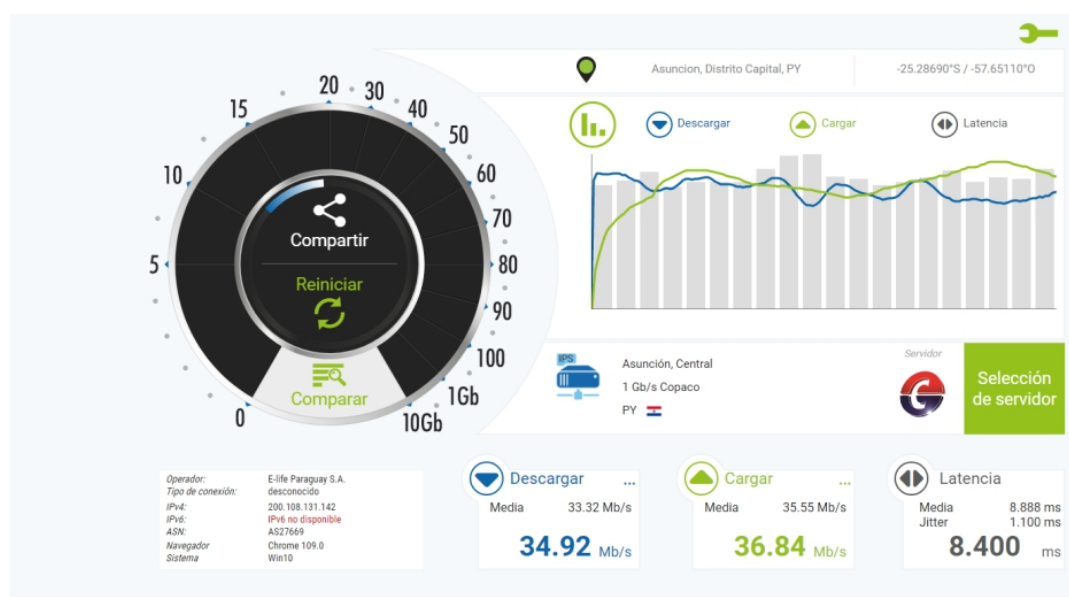 Asuncion, Distrito Capital, PY
-25.28690°S / -57.65110°O
Descargar
Cargar
Latencia
0
5
10
15
20
30
40
50
60
70
80
90
100
1Gb
10Gb
Compartir
Reiniciar
Comparar
IPS
Asunción, Central
1 Gb/s Copaco
PY
Servidor
Selección
de servidor
Operador: E-life Paraguay S.A.
Tipo de conexión: desconocido
IPv4: 200.108.131.142
IPv6: IPv6 no disponible
ASN: AS27669
Navegador Chrome 109.0
Sistema Win10
Descargar ...
Media 33.32 Mb/s
34.92 Mb/s
Cargar ...
Media 35.55 Mb/s
36.84 Mb/s
Latencia
Media 8.888 ms
Jitter 1.100 ms
8.400 ms